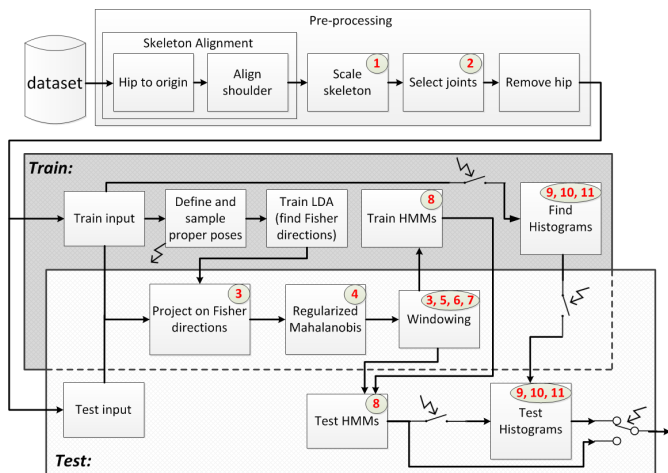 Pre-processing
Skeleton Alignment
dataset
Hip to origin
Align
shoulder
1
Scale
skeleton
2
Select joints
Remove hip
Train:
Train input
Define and
sample
proper poses
Train LDA
(find Fisher
directions)
8
Train HMMs
9, 10, 11
Find
Histograms
3
Project on Fisher
directions
4
Regularized
Mahalanobis
3, 5, 6, 7
Windowing
Test input
8
Test HMMs
9, 10, 11
Test
Histograms
Test: